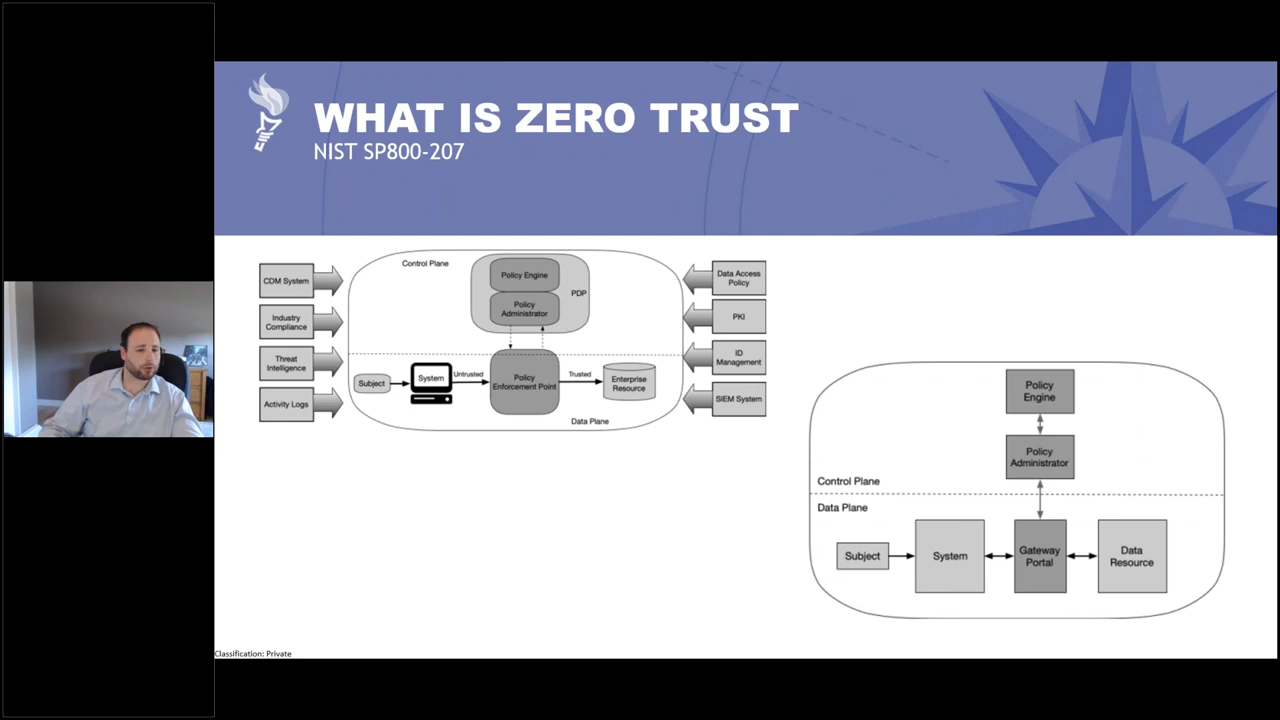 WHAT IS ZERO TRUST
NIST SP800-207
CDM System
Industry
Compliance
Threat
Intelligence
Activity Logs
Control Plane
Policy Engine
Policy
Administrator
PDP
Subject
System
Untrusted
Policy
Enforcement Point
Trusted
Enterprise
Resource
Data Plane
Data Access
Policy
PKI
ID
Management
SIEM System
Policy
Engine
Policy
Administrator
Control Plane
Data Plane
Subject
System
Gateway
Portal
Data
Resource
Classification: Private